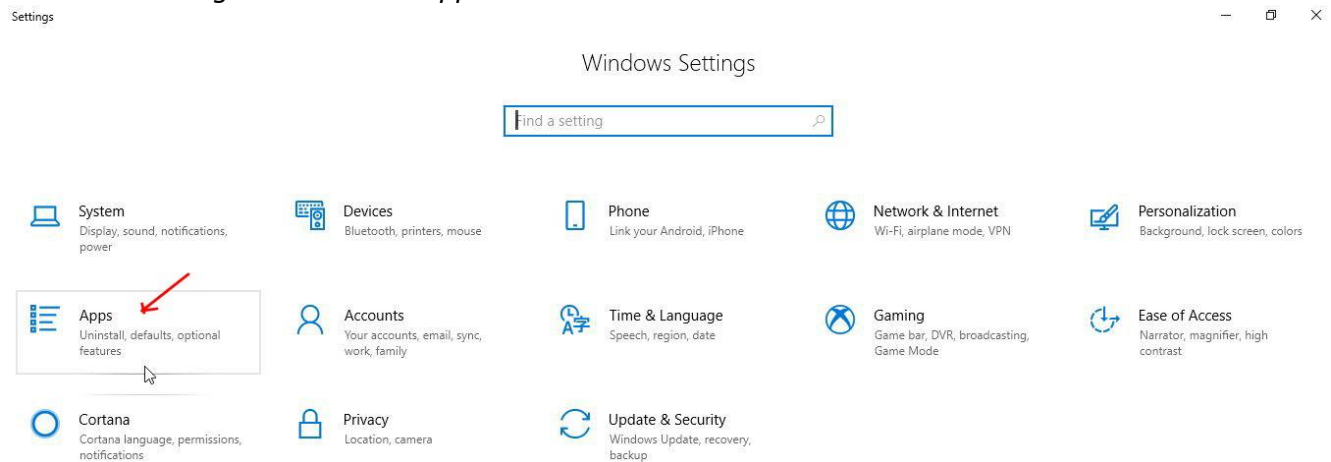 Settings
Windows Settings
Find a setting
System
Display, sound, notifications,
power
Devices
Bluetooth, printers, mouse
Phone
Link your Android, iPhone
Network & Internet
Wi-Fi, airplane mode, VPN
Personalization
Background, lock screen, colors
Apps
Uninstall, defaults, optional
features
Accounts
Your accounts, email, sync,
work, family
Time & Language
Speech, region, date
Gaming
Game bar, DVR, broadcasting,
Game Mode
Ease of Access
Narrator, magnifier, high
contrast
Cortana
Cortana language, permissions,
notifications
Privacy
Location, camera
Update & Security
Windows Update, recovery,
backup